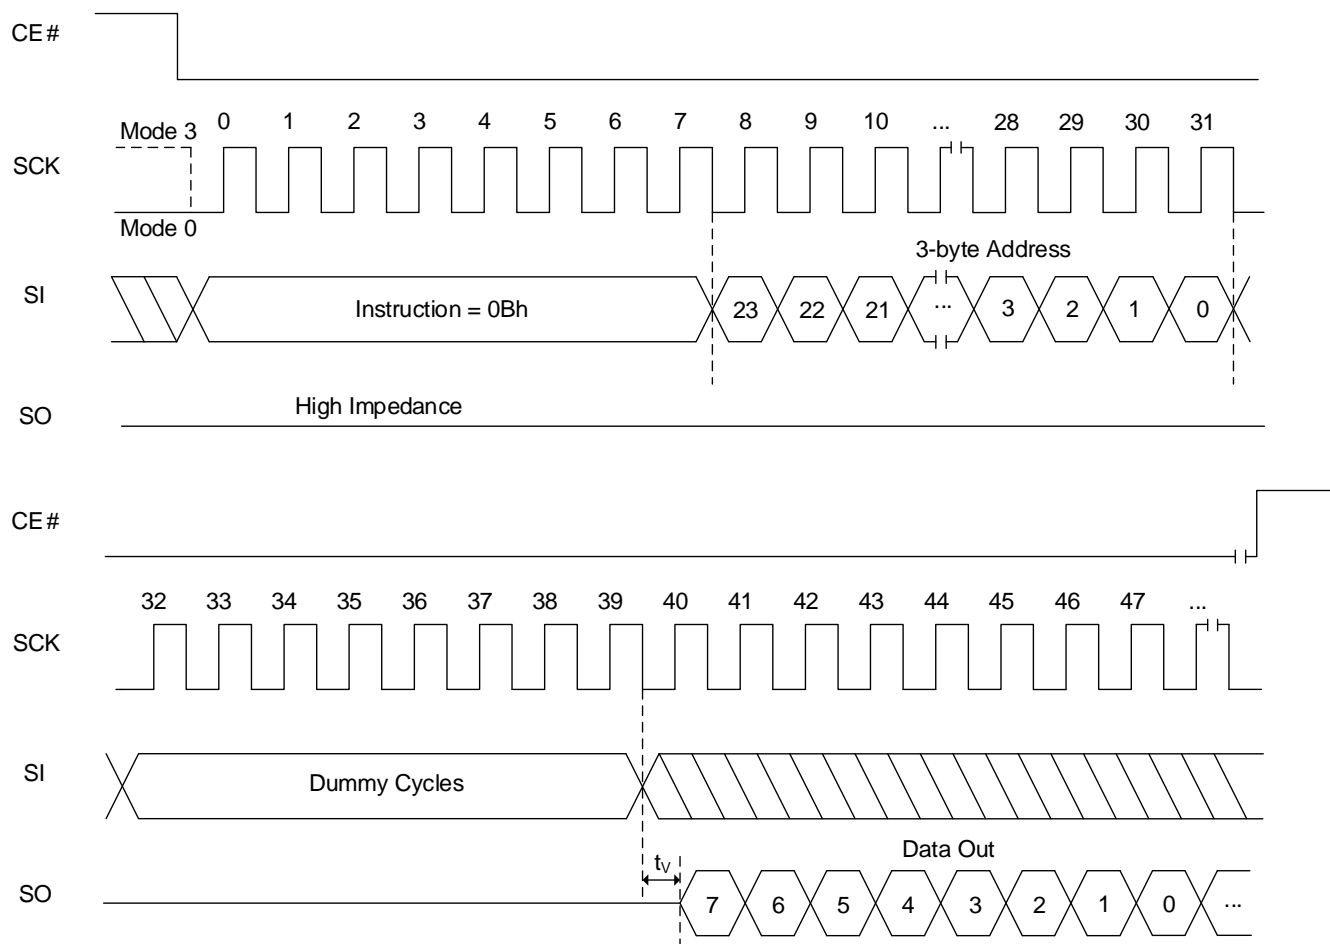 CE#
Mode 3 0 1 2 3 4 5 6 7 8 9 10 ... 28 29 30 31
SCK
Mode 0
3-byte Address
SI Instruction = 0Bh 23 22 21 ... 3 2 1 0
High Impedance
SO
CE#
32 33 34 35 36 37 38 39 40 41 42 43 44 45 46 47 ...
SCK
SI Dummy Cycles
tV Data Out
SO 7 6 5 4 3 2 1 0 ...